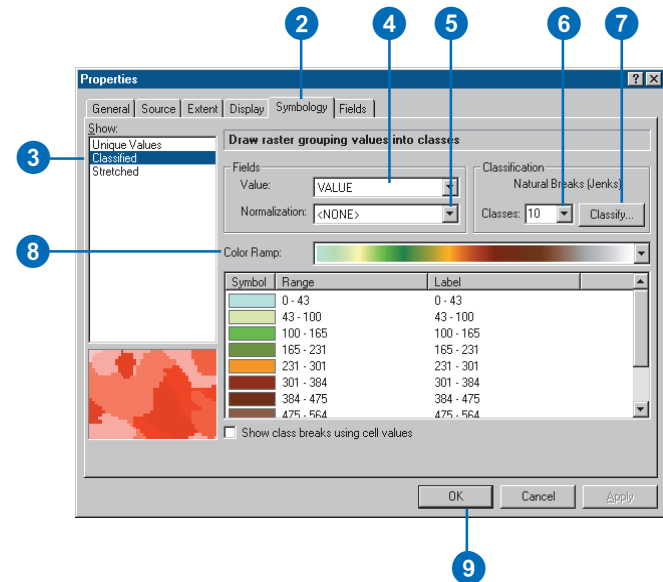 2
4
5
6
7
Properties
General Source Extent Display Symbology Fields
Show:
Unique Values
Classified
Stretched
3
Draw raster grouping values into classes
Fields
Value: VALUE
Normalization: <NONE>
Classification
Natural Breaks (Jenks)
Classes: 10 Classify...
8
Color Ramp:
Symbol Range Label
0 - 43 0 - 43
43 - 100 43 - 100
100 - 165 100 - 165
165 - 231 165 - 231
231 - 301 231 - 301
301 - 384 301 - 384
384 - 475 384 - 475
475 - 564 475 - 564
Show class breaks using cell values
OK Cancel Apply
9